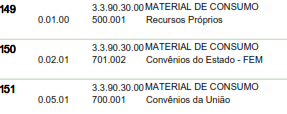 149 3.3.90.30.00 MATERIAL DE CONSUMO
0.01.00 500.001 Recursos Próprios
150 3.3.90.30.00 MATERIAL DE CONSUMO
0.02.01 701.002 Convênios do Estado - FEM
151 3.3.90.30.00 MATERIAL DE CONSUMO
0.05.01 700.001 Convênios da União